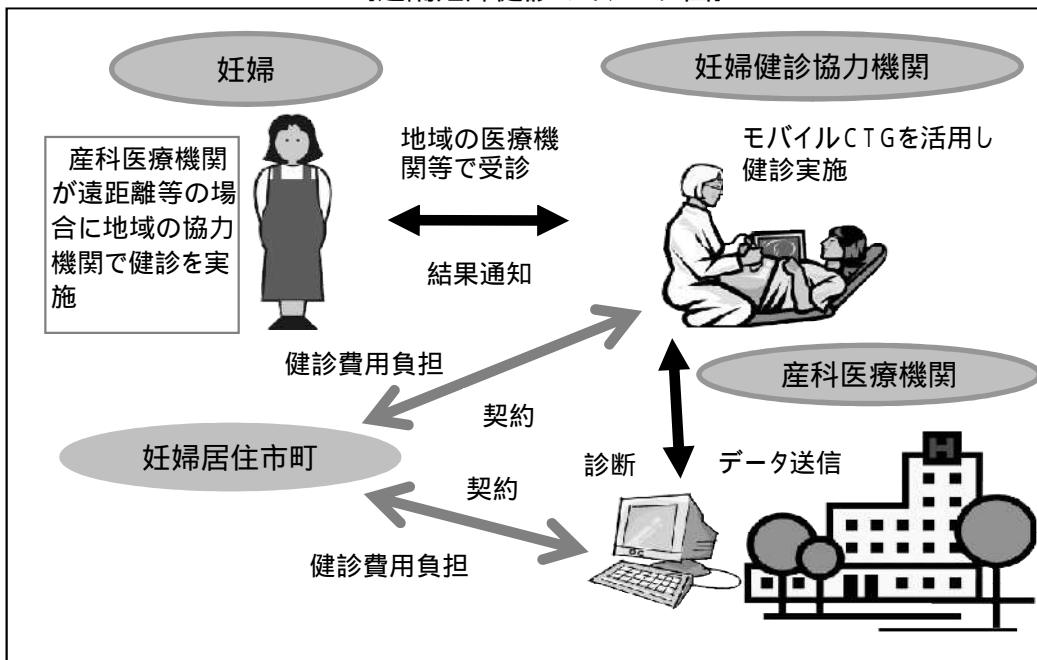 妊婦
妊婦健診協力機関
産科医療機関
が遠距離等の場
合に地域の協力
機関で健診を実
施
地域の医療機
関等で受診
結果通知
モバイルCTGを活用し
健診実施
健診費用負担
契約
産科医療機関
妊婦居住市町
契約
健診費用負担
診断
データ送信
H